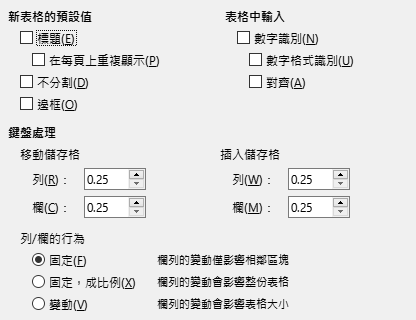 新表格的預設值
標題(E)
在每頁上重複顯示(P)
不分割(D)
邊框(O)
表格中輸入
數字識別(N)
數字格式識別(U)
對齊(A)
鍵盤處理
移動儲存格
列(R)： 0.25
欄(C)： 0.25
插入儲存格
列(W)： 0.25
欄(M)： 0.25
列/欄的行為
固定(F) 欄列的變動僅影響相鄰區塊
固定，成比例(X) 欄列的變動會影響整份表格
變動(V) 欄列的變動會影響表格大小